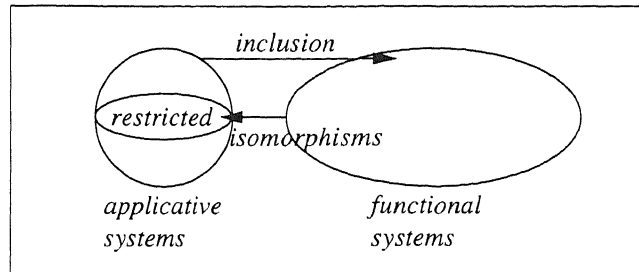 inclusion
restricted
isomorphisms
applicative
systems
functional
systems